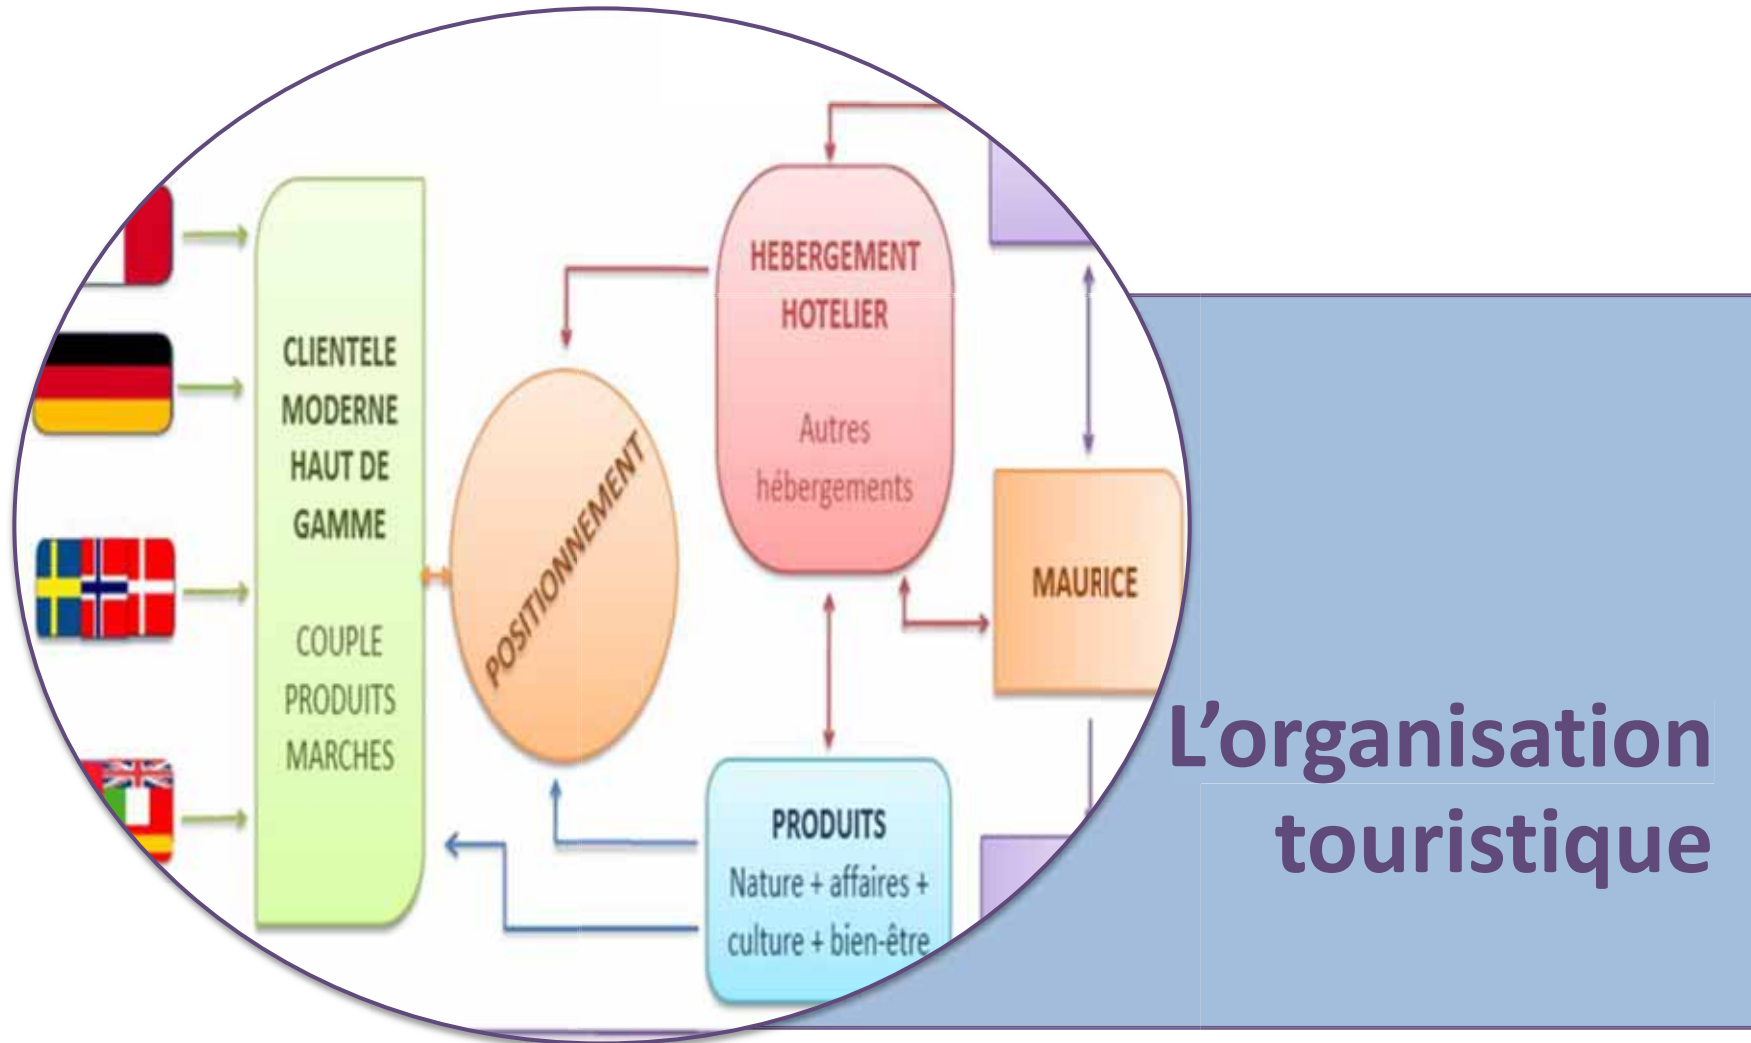 CLIENTELE
MODERNE
HAUT DE
GAMME
COUPLE
PRODUITS
MARCHES
POSITIONNEMENT
HEBERGEMENT
HOTELIER
Autres
hébergements
PRODUITS
Nature + affaires +
culture + bien-être
MAURICE
L’organisation
touristique